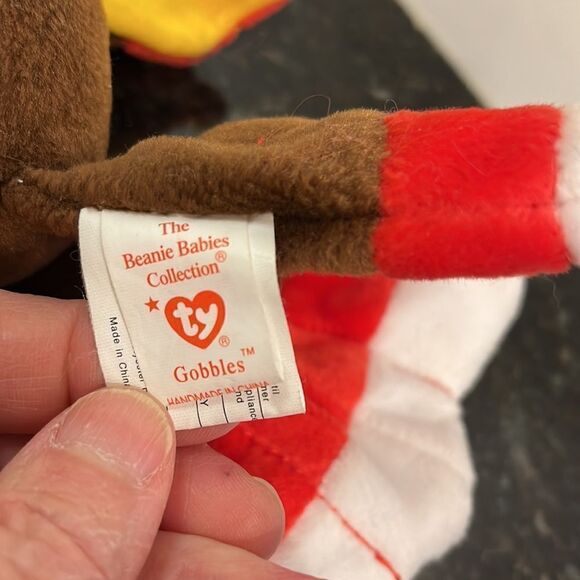 The
Beanie Babies
Collection®
ty ®
Gobbles™
HANDMADE IN CHINA
Made in China